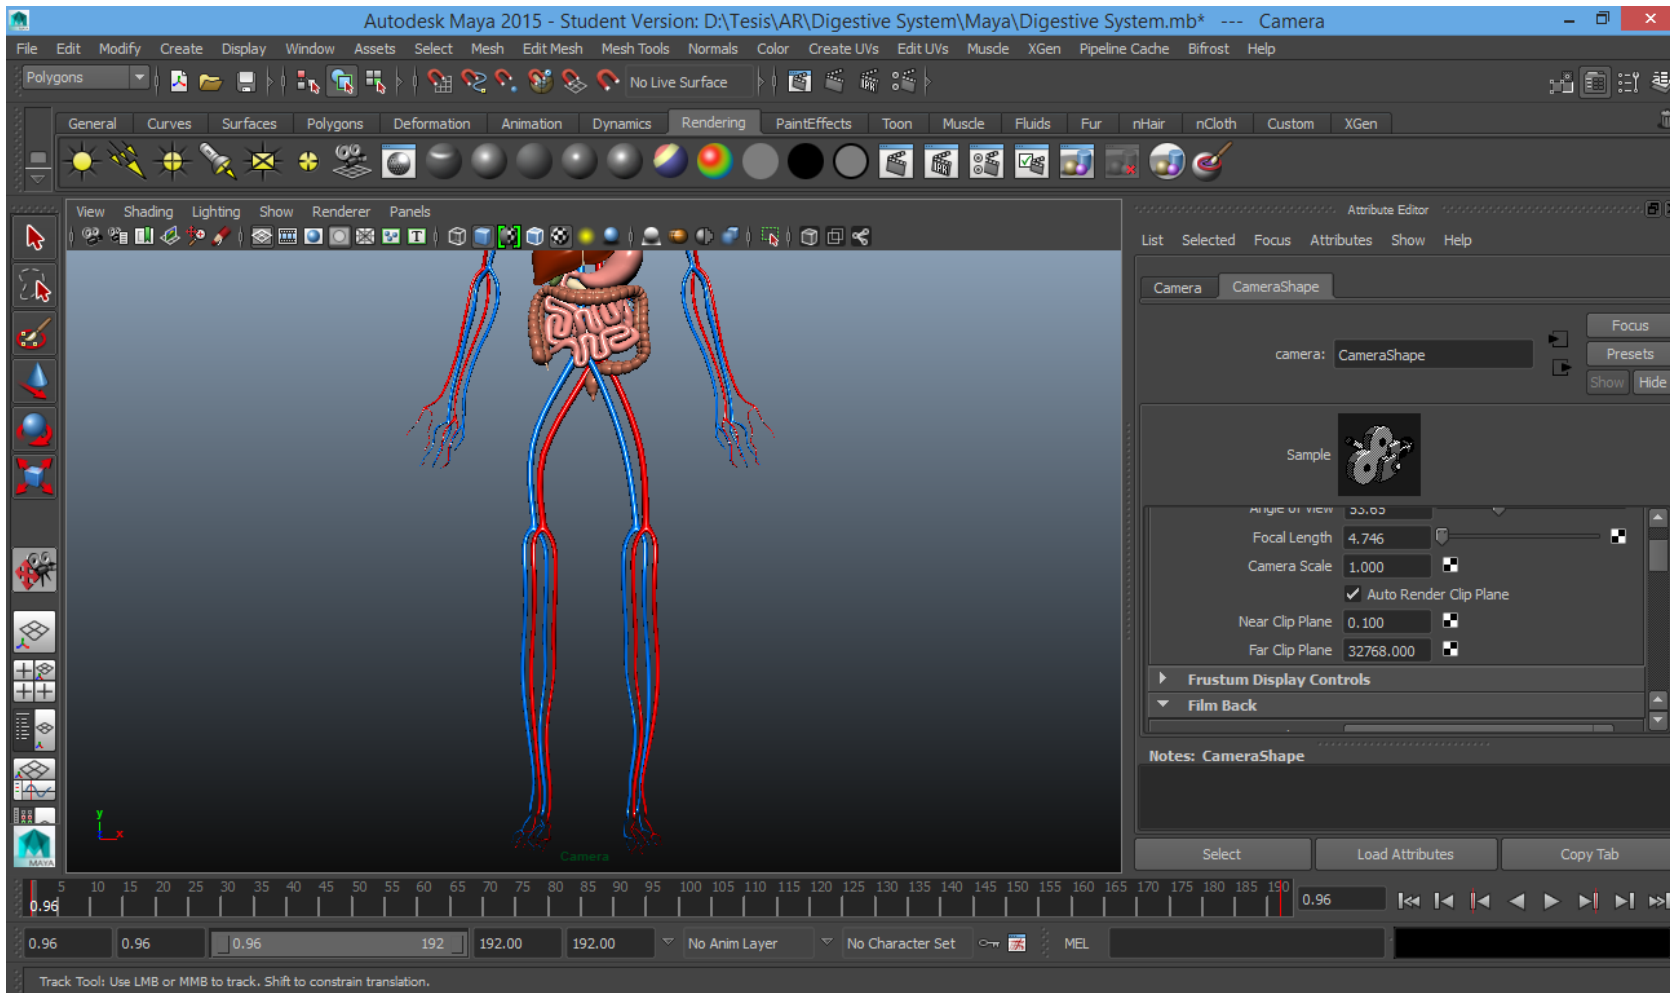 Autodesk Maya 2015 - Student Version: D:\Tesis\AR\Digestive System\Maya\Digestive System.mb* --- Camera
File Edit Modify Create Display Window Assets Select Mesh Edit Mesh Mesh Tools Normals Color Create UVs Edit UVs Muscle XGen Pipeline Cache Bifrost Help
Polygons No Live Surface
General Curves Surfaces Polygons Deformation Animation Dynamics Rendering PaintEffects Toon Muscle Fluids Fur nHair nCloth Custom XGen
View Shading Lighting Show Renderer Panels
Attribute Editor
List Selected Focus Attributes Show Help
Camera CameraShape
Focus
camera: CameraShape
Presets
Show Hide
Sample
Angle of View 53.65
Focal Length 4.746
Camera Scale 1.000
Auto Render Clip Plane
Near Clip Plane 0.100
Far Clip Plane 32768.000
Frustum Display Controls
Film Back
Notes: CameraShape
y
x
Camera
MAYA
Select Load Attributes Copy Tab
5 10 15 20 25 30 35 40 45 50 55 60 65 70 75 80 85 90 95 100 105 110 115 120 125 130 135 140 145 150 155 160 165 170 175 180 185 190
0.96 0.96
0.96 0.96 0.96 192 192.00 192.00 No Anim Layer No Character Set MEL
Track Tool: Use LMB or MMB to track. Shift to constrain translation.